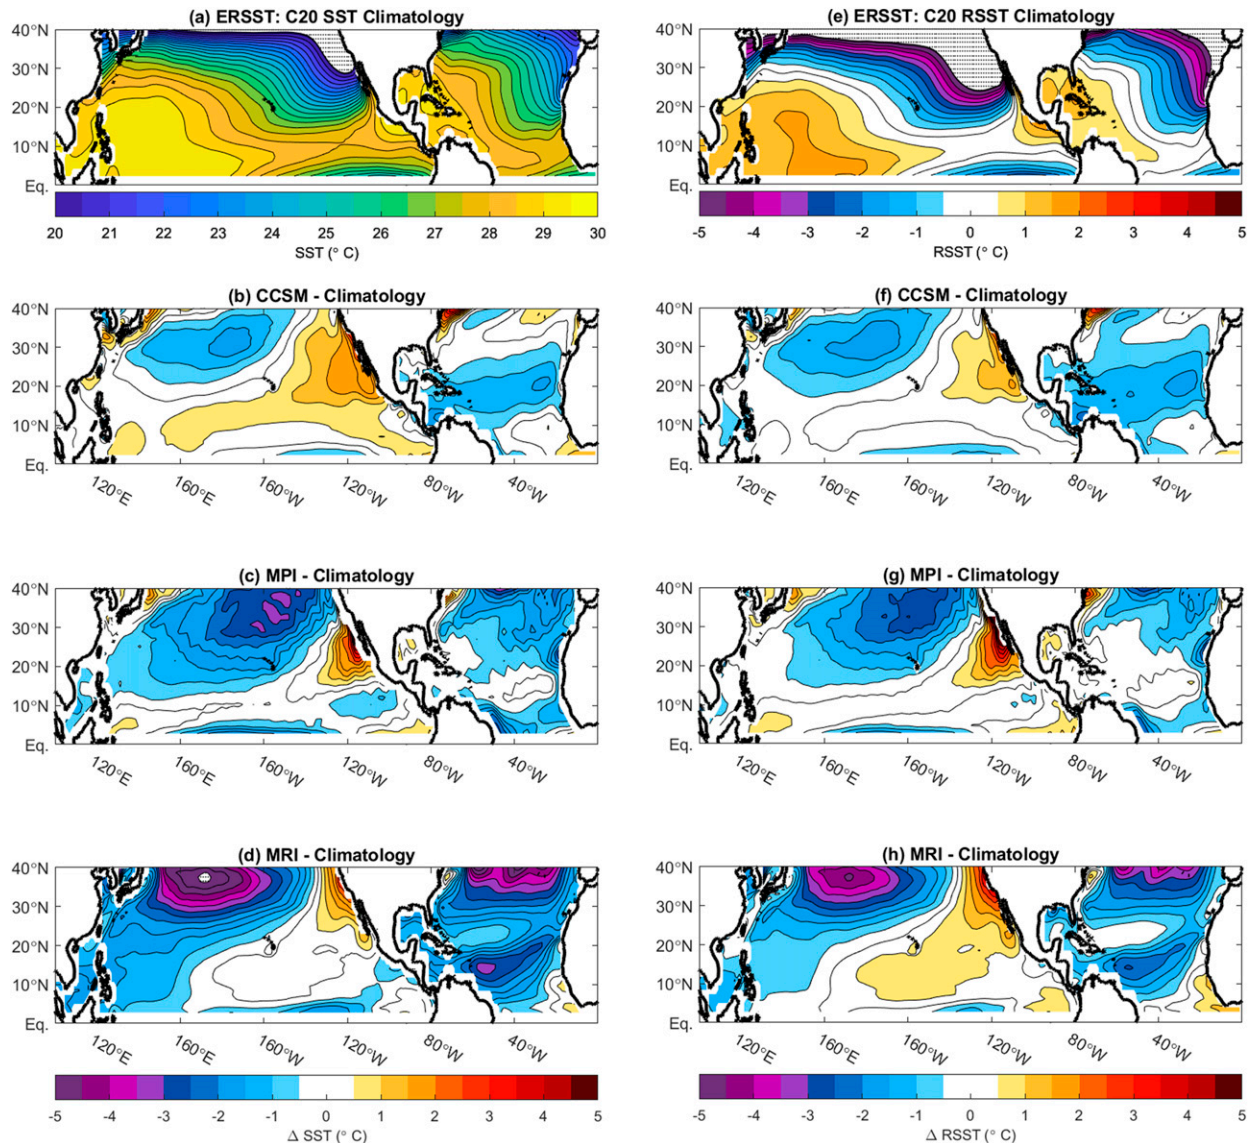 (a) ERSST: C20 SST Climatology
40°N
30°N
20°N
10°N
Eq.
20 21 22 23 24 25 26 27 28 29 30
SST (° C)
(e) ERSST: C20 RSST Climatology
40°N
30°N
20°N
10°N
Eq.
-5 -4 -3 -2 -1 0 1 2 3 4 5
RSST (° C)
(b) CCSM - Climatology
40°N
30°N
20°N
10°N
Eq.
120°E 160°E 160°W 120°W 80°W 40°W
(f) CCSM - Climatology
40°N
30°N
20°N
10°N
Eq.
120°E 160°E 160°W 120°W 80°W 40°W
(c) MPI - Climatology
40°N
30°N
20°N
10°N
Eq.
120°E 160°E 160°W 120°W 80°W 40°W
(g) MPI - Climatology
40°N
30°N
20°N
10°N
Eq.
120°E 160°E 160°W 120°W 80°W 40°W
(d) MRI - Climatology
40°N
30°N
20°N
10°N
Eq.
120°E 160°E 160°W 120°W 80°W 40°W
-5 -4 -3 -2 -1 0 1 2 3 4 5
Δ SST (° C)
(h) MRI - Climatology
40°N
30°N
20°N
10°N
Eq.
120°E 160°E 160°W 120°W 80°W 40°W
-5 -4 -3 -2 -1 0 1 2 3 4 5
Δ RSST (° C)